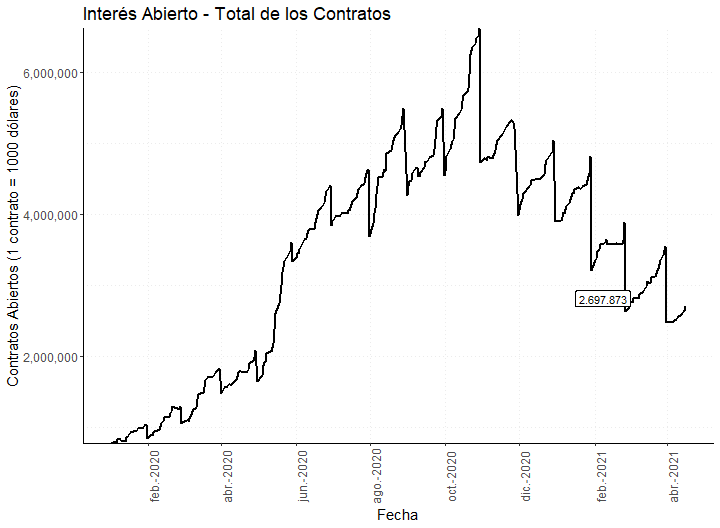 Interés Abierto - Total de los Contratos
Contratos Abiertos (1 contrato = 1000 dólares)
6,000,000
4,000,000
2,000,000
2.697.873
feb.-2020
abr.-2020
jun.-2020
ago.-2020
oct.-2020
dic.-2020
feb.-2021
abr.-2021
Fecha